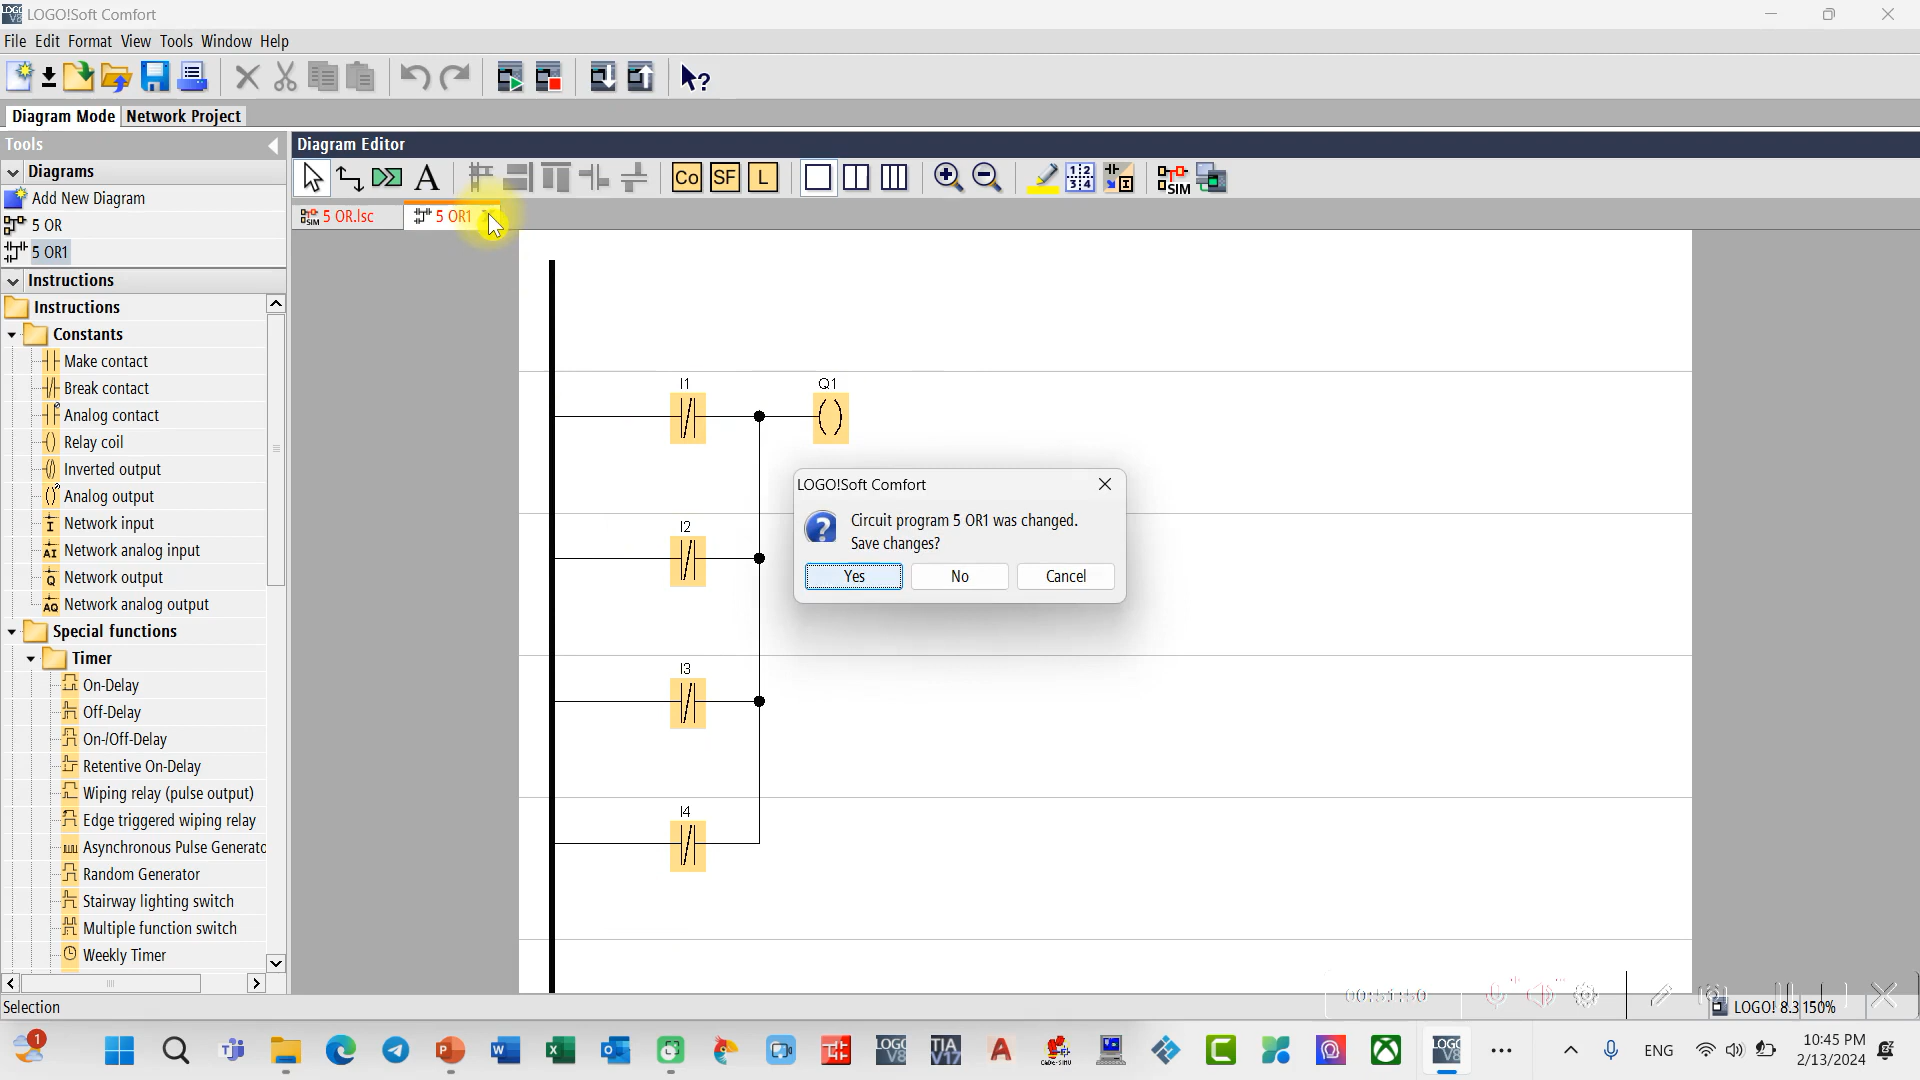 LOGO!Soft Comfort
File Edit Format View Tools Window Help
Diagram Mode Network Project
Tools
Diagram Editor
Diagrams
Co SF L
Add New Diagram
5 OR.lsc
5 OR1
5 OR
5 OR1
Instructions
Instructions
Constants
Make contact
Break contact
Analog contact
Relay coil
Inverted output
Analog output
Network input
Network analog input
Network output
Network analog output
Special functions
Timer
On-Delay
Off-Delay
On-/Off-Delay
Retentive On-Delay
Wiping relay (pulse output)
Edge triggered wiping relay
Asynchronous Pulse Generato
Random Generator
Stairway lighting switch
Multiple function switch
Weekly Timer
I1
Q1
I2
I3
I4
LOGO!Soft Comfort
Circuit program 5 OR1 was changed.
Save changes?
Yes No Cancel
Selection
00:51:50
LOGO! 8.3 150%
ENG
10:45 PM
2/13/2024